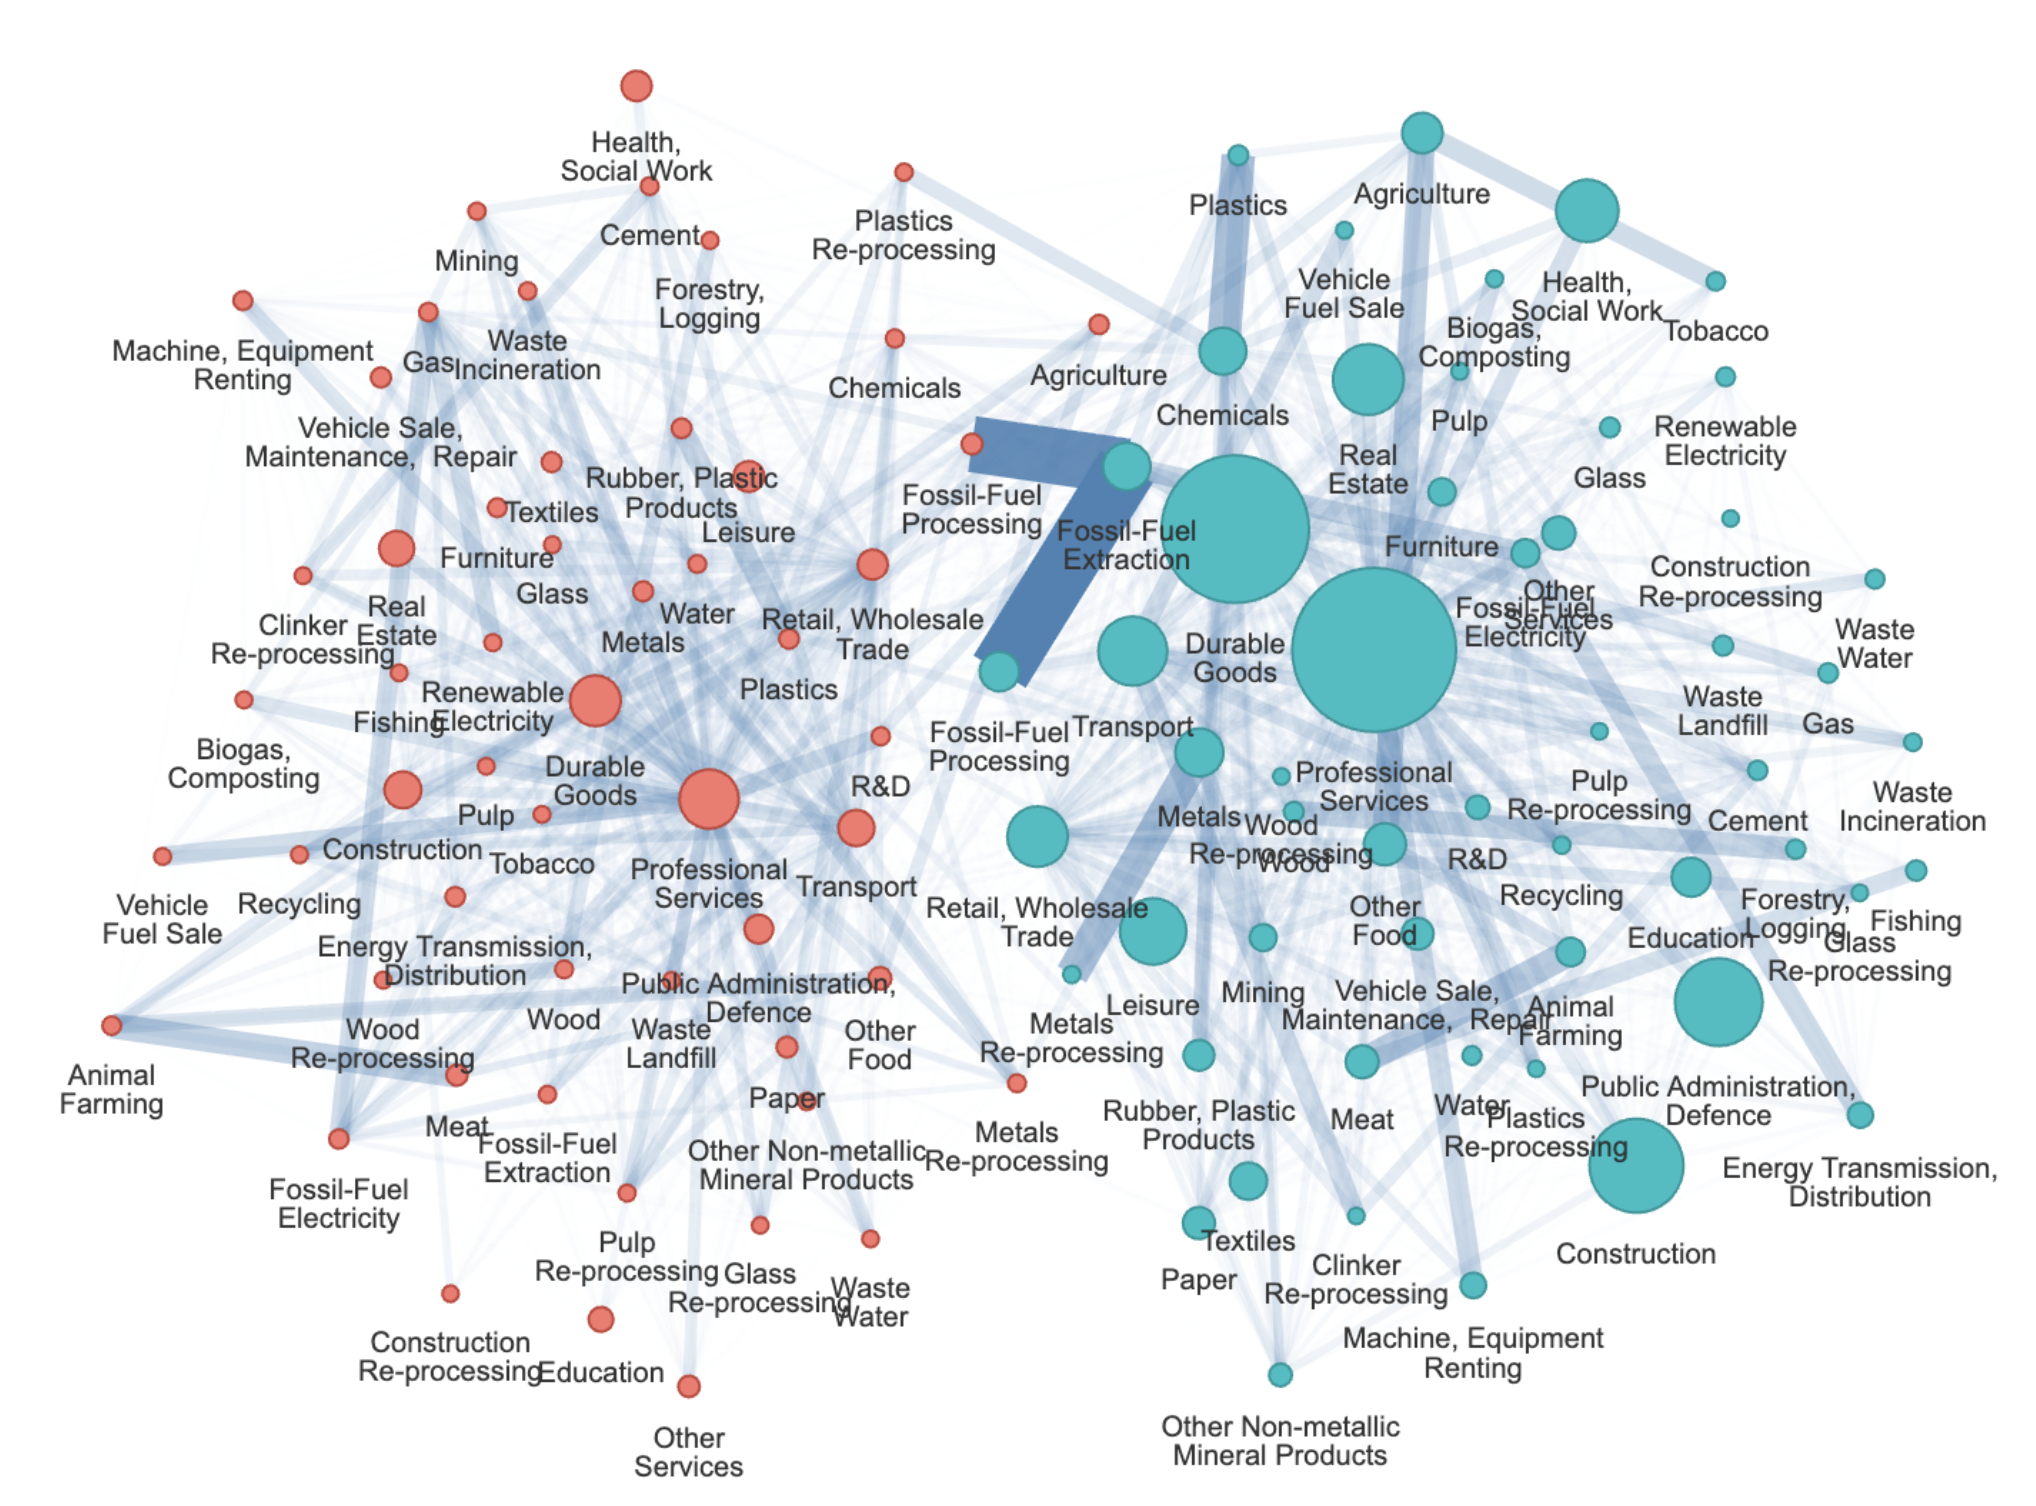 Health,
Social Work
Cement
Mining
Forestry,
Logging
Plastics
Re-processing
Machine, Equipment
Renting
Gas
Waste
Incineration
Chemicals
Agriculture
Vehicle Sale,
Maintenance, Repair
Rubber, Plastic
Products
Textiles
Leisure
Fossil-Fuel
Processing
Furniture
Glass
Real
Estate
Clinker
Re-processing
Water
Metals
Retail, Wholesale
Trade
Plastics
Renewable
Electricity
Fishing
Biogas,
Composting
Durable
Goods
R&D
Pulp
Construction
Tobacco
Professional
Services
Transport
Vehicle
Fuel Sale
Recycling
Energy Transmission,
Distribution
Public Administration,
Defence
Wood
Re-processing
Wood
Waste
Landfill
Other
Food
Animal
Farming
Meat
Paper
Fossil-Fuel
Extraction
Other Non-metallic
Mineral Products
Metals
Re-processing
Fossil-Fuel
Electricity
Pulp
Re-processing
Glass
Re-processing
Waste
Water
Construction
Re-processing
Education
Other
Services
Plastics
Agriculture
Vehicle
Fuel Sale
Health,
Social Work
Tobacco
Biogas,
Composting
Chemicals
Pulp
Real
Estate
Renewable
Electricity
Glass
Fossil-Fuel
Extraction
Furniture
Other
Services
Fossil-Fuel
Electricity
Construction
Re-processing
Waste
Water
Durable
Goods
Transport
Fossil-Fuel
Processing
Waste
Landfill
Gas
Professional
Services
Pulp
Re-processing
Metals
Wood
Re-processing
Wood
Cement
Waste
Incineration
R&D
Recycling
Retail, Wholesale
Trade
Other
Food
Education
Forestry,
Logging
Fishing
Glass
Re-processing
Leisure
Mining
Vehicle Sale,
Maintenance, Repair
Animal
Farming
Metals
Re-processing
Rubber, Plastic
Products
Meat
Water
Plastics
Re-processing
Public Administration,
Defence
Energy Transmission,
Distribution
Textiles
Paper
Clinker
Re-processing
Construction
Machine, Equipment
Renting
Other Non-metallic
Mineral Products